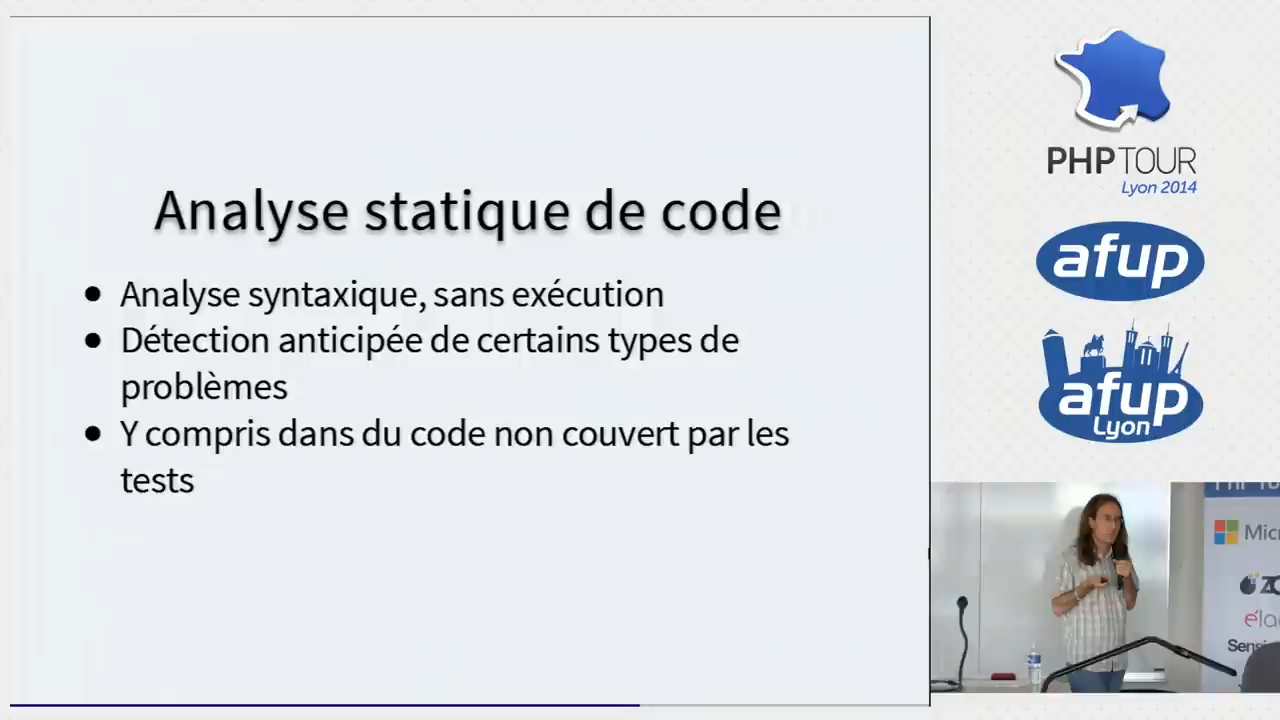 Analyse statique de code
• Analyse syntaxique, sans exécution
• Détection anticipée de certains types de
problèmes
• Y compris dans du code non couvert par les
tests
PHP TOUR
Lyon 2014
afup
afup
Lyon